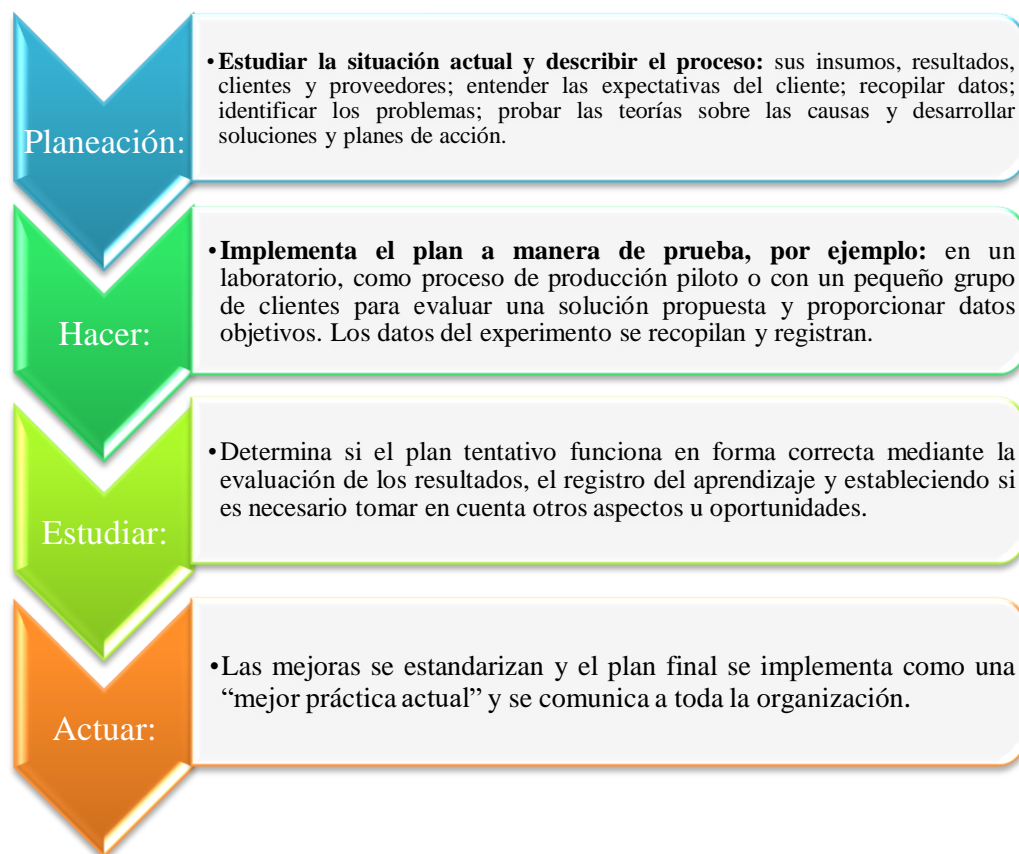 Planeación:
•Estudiar la situación actual y describir el proceso: sus insumos, resultados,
clientes y proveedores; entender las expectativas del cliente; recopilar datos;
identificar los problemas; probar las teorías sobre las causas y desarrollar
soluciones y planes de acción.
Hacer:
•Implementa el plan a manera de prueba, por ejemplo: en un
laboratorio, como proceso de producción piloto o con un pequeño grupo
de clientes para evaluar una solución propuesta y proporcionar datos
objetivos. Los datos del experimento se recopilan y registran.
Estudiar:
•Determina si el plan tentativo funciona en forma correcta mediante la
evaluación de los resultados, el registro del aprendizaje y estableciendo si
es necesario tomar en cuenta otros aspectos u oportunidades.
Actuar:
•Las mejoras se estandarizan y el plan final se implementa como una
“mejor práctica actual” y se comunica a toda la organización.